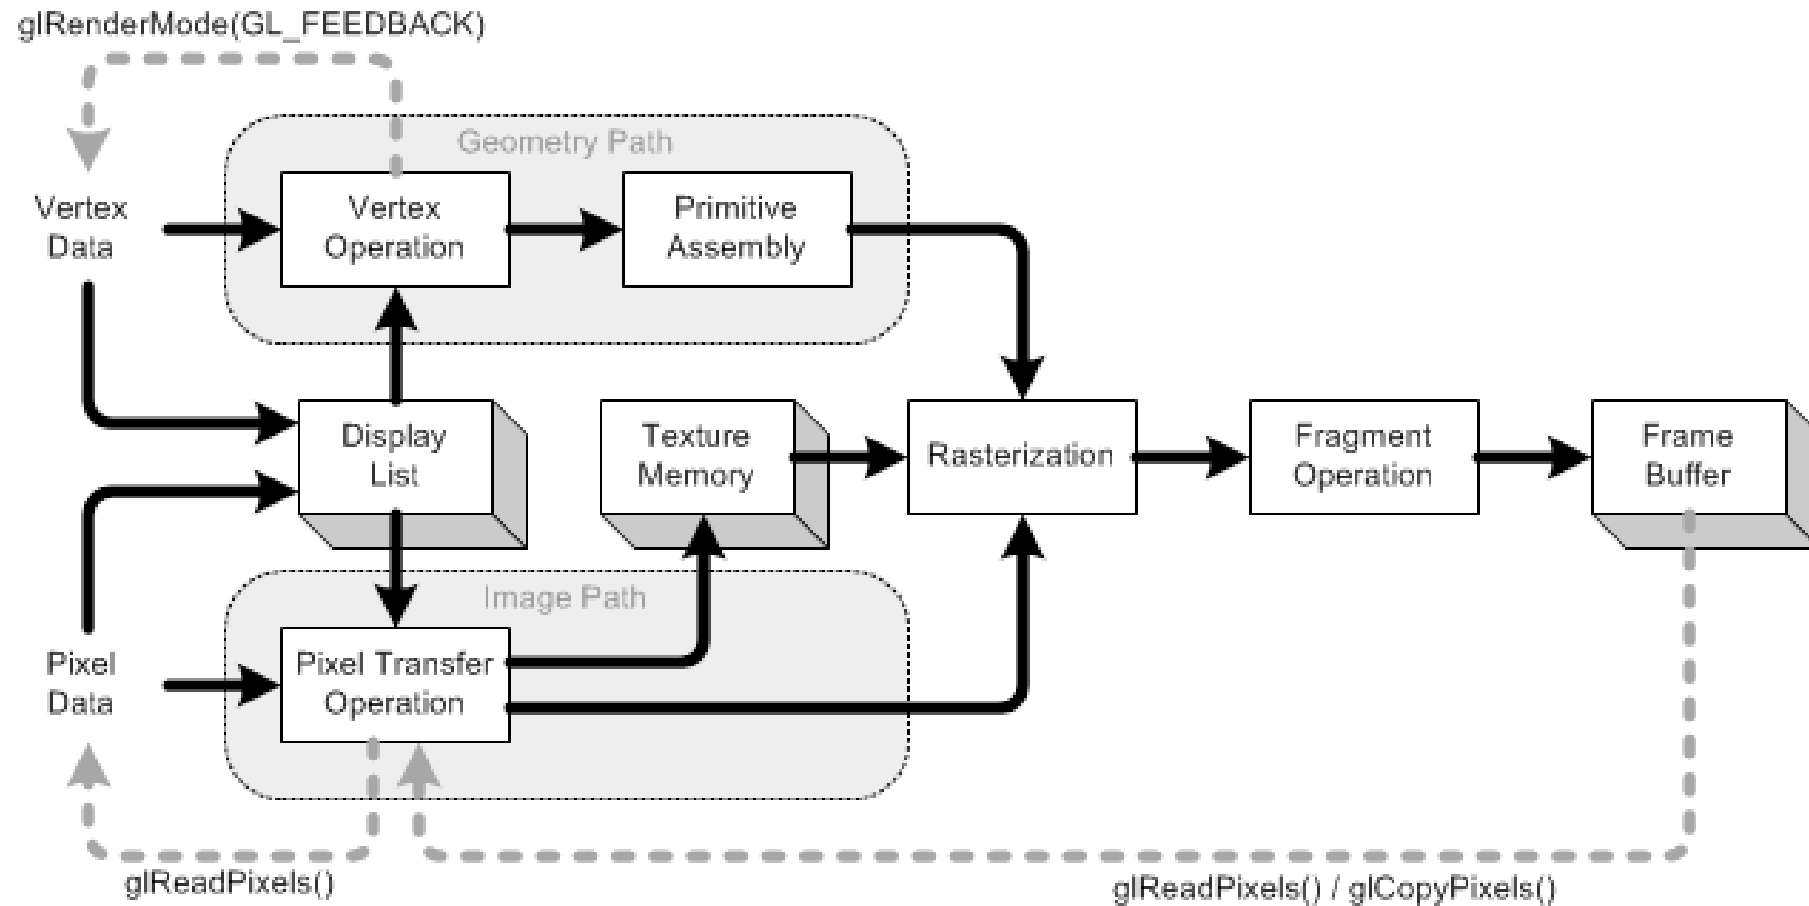 glRenderMode(GL_FEEDBACK)
Geometry Path
Vertex
Data
Vertex
Operation
Primitive
Assembly
Display
List
Texture
Memory
Rasterization
Fragment
Operation
Frame
Buffer
Image Path
Pixel
Data
Pixel Transfer
Operation
glReadPixels()
glReadPixels() / glCopyPixels()